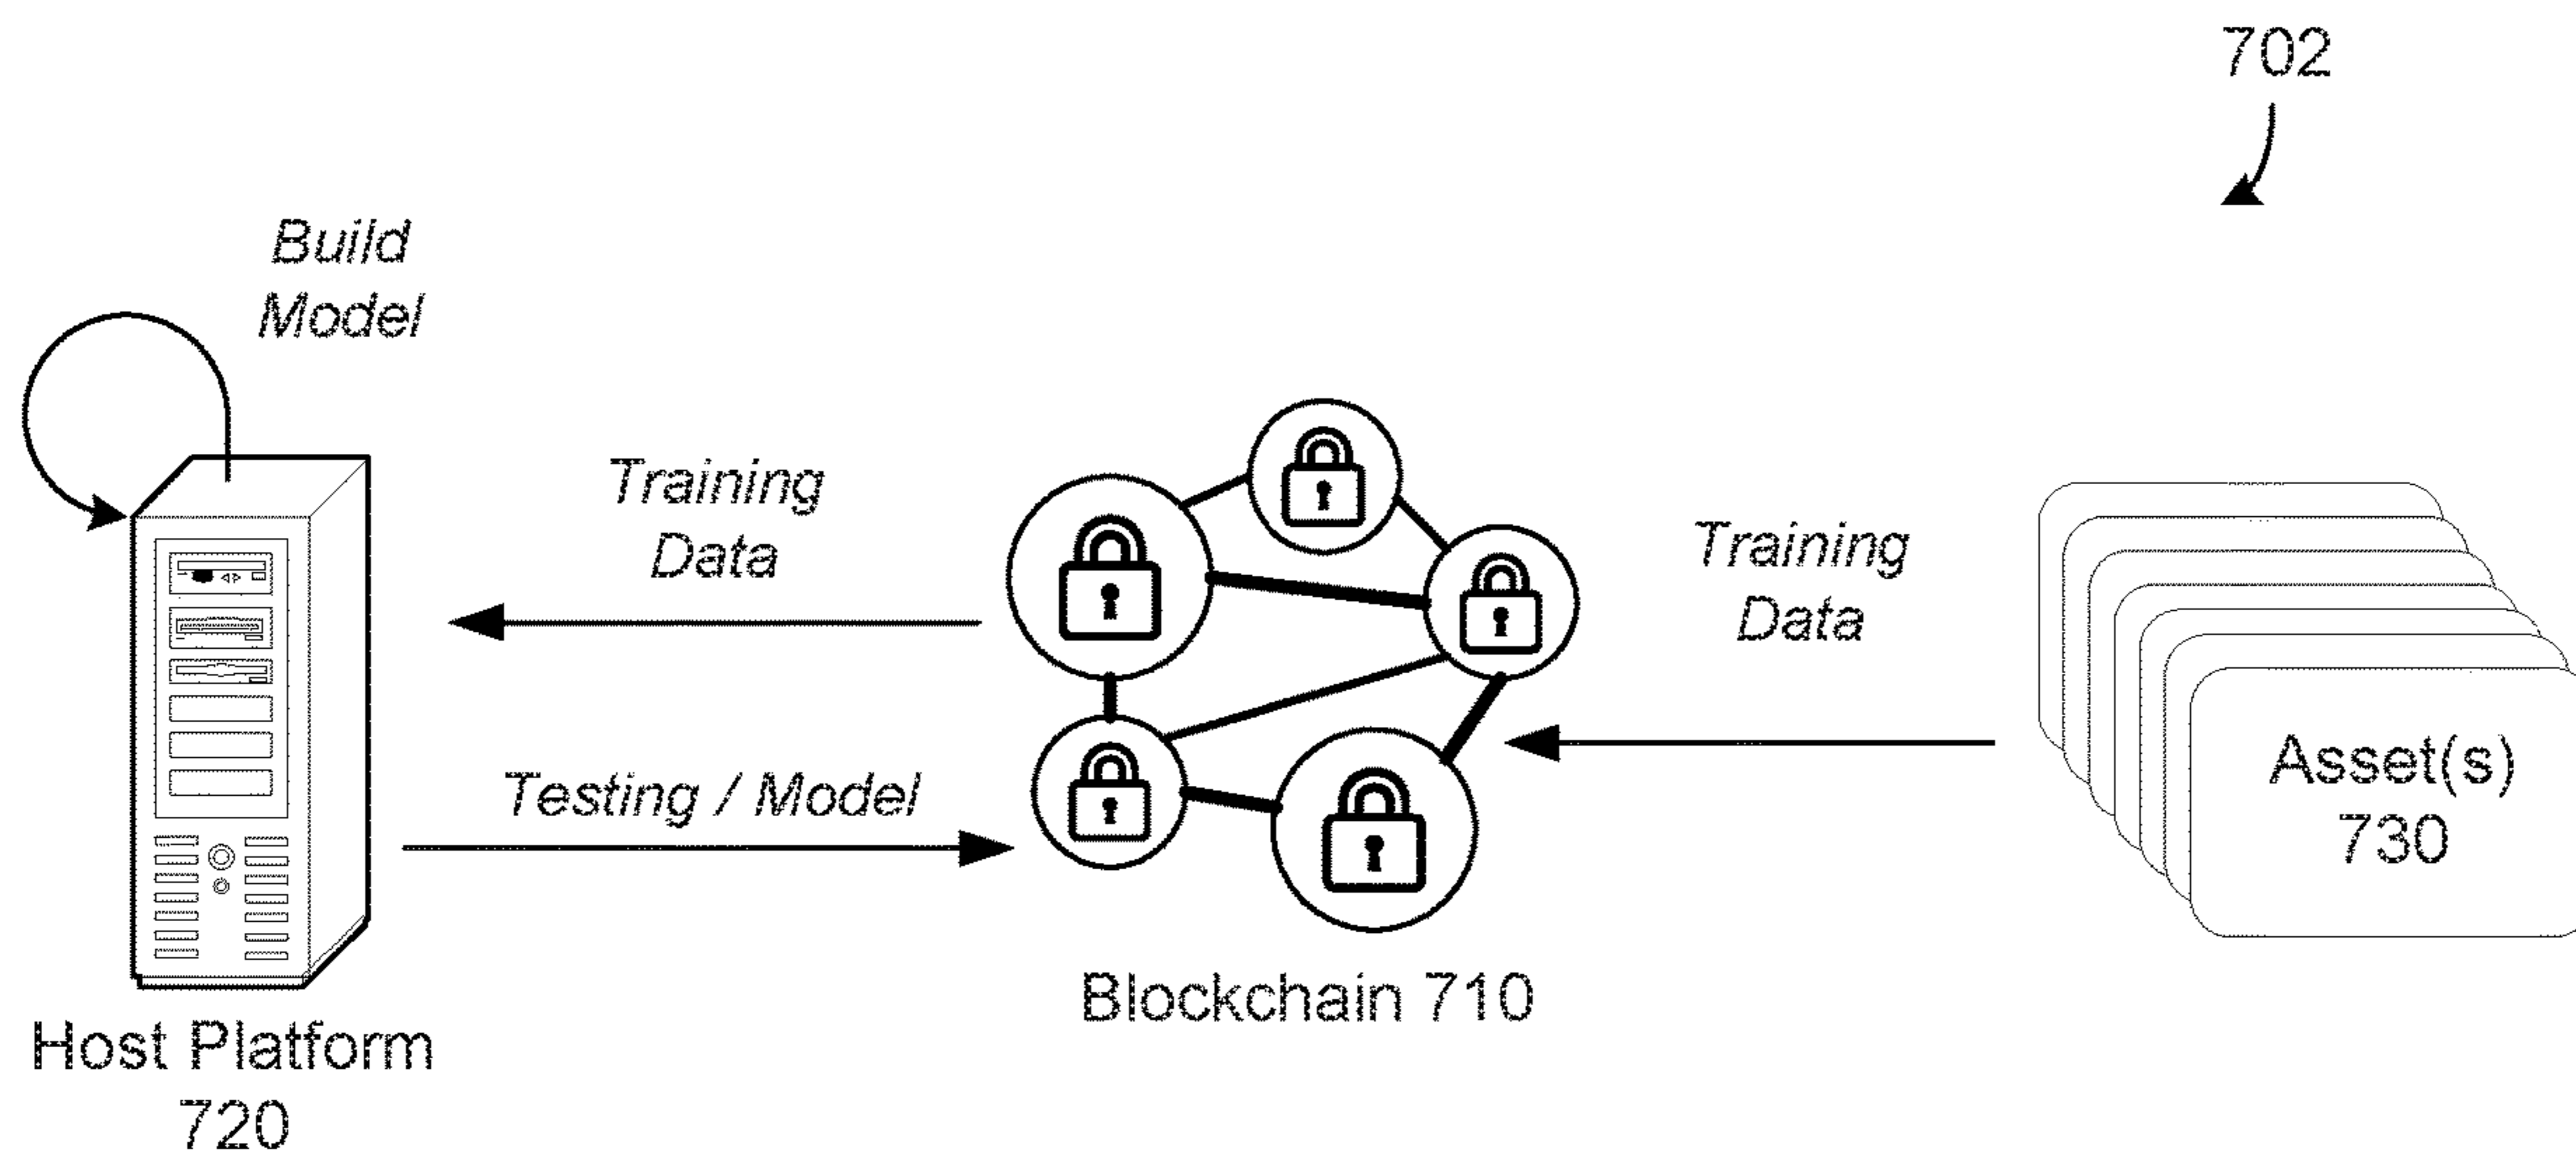 702
Build
Model
Training
Data
Training
Data
Testing / Model
Asset(s)
730
Blockchain 710
Host Platform
720